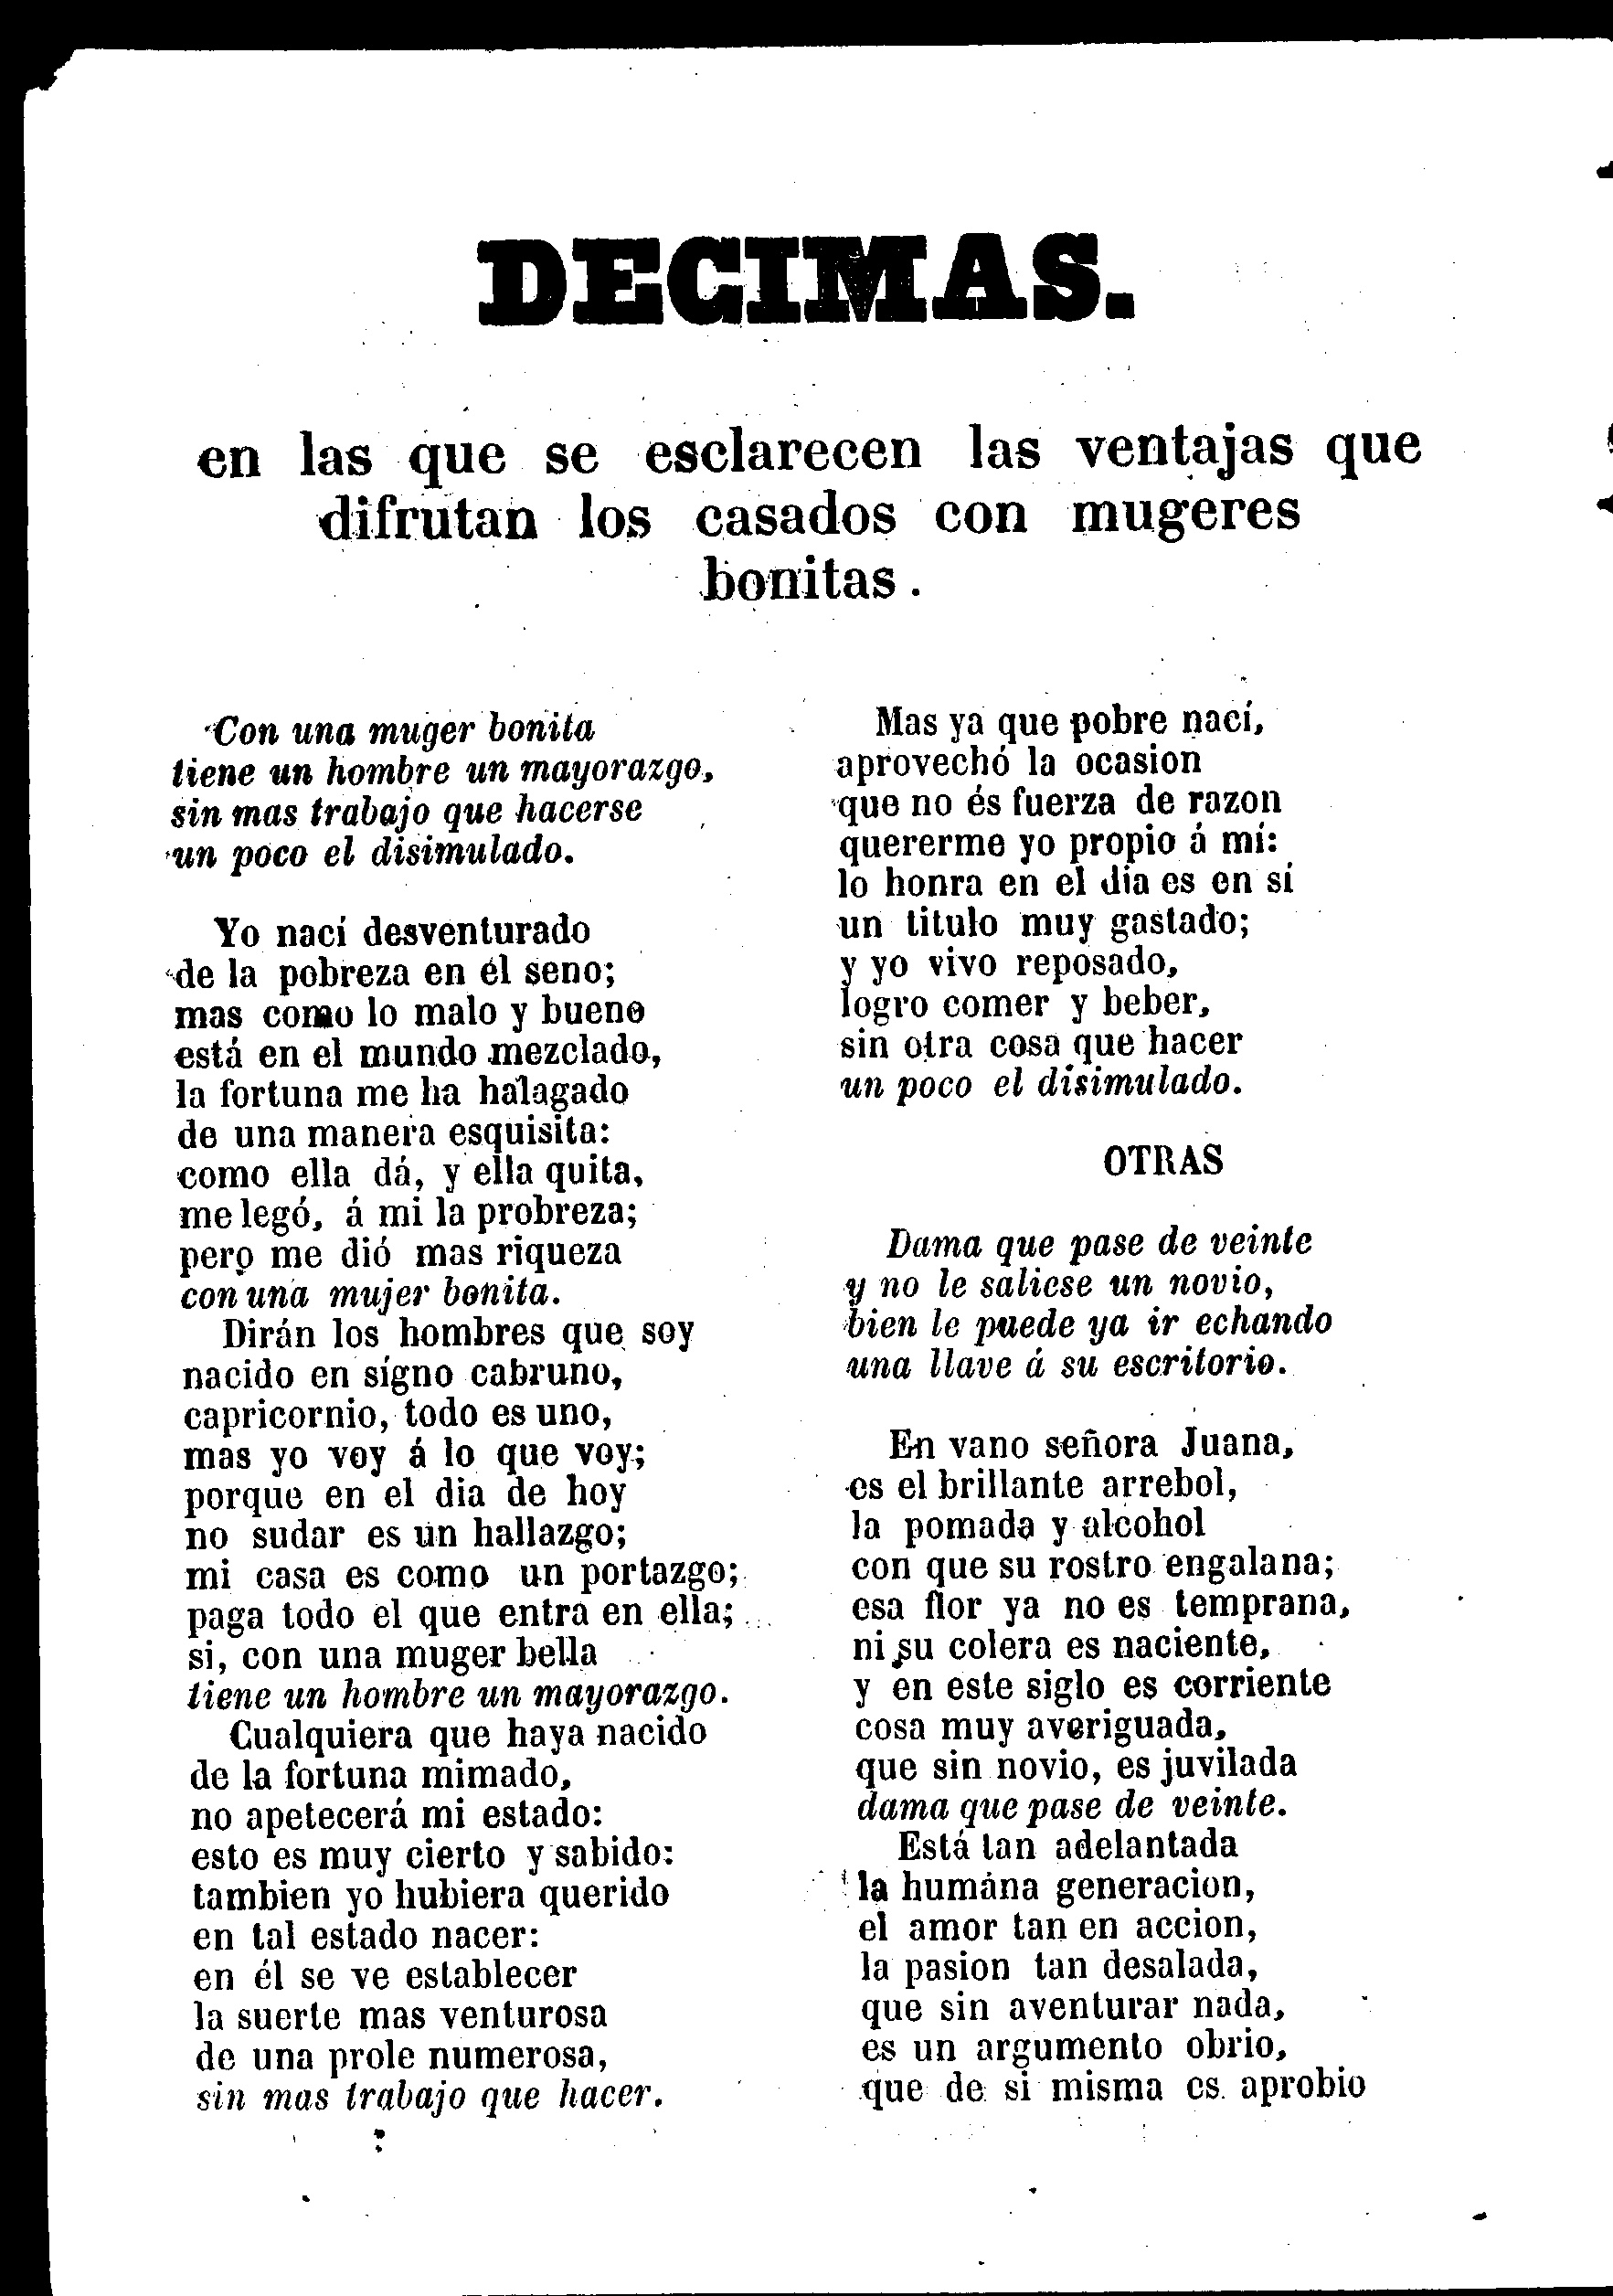 DECIMAS.
en las que se esclarecen las ventajas que
difrutan los casados con mugeres
bonitas.
Con una muger bonita
tiene un hombre un mayorazgo,
sin mas trabajo que hacerse
un poco el disimulado.
Yo nací desventurado
de la pobreza en él seno;
mas como lo malo y bueno
está en el mundo mezclado,
la fortuna me ha halagado
de una manera esquisita:
como ella dá, y ella quita,
me legó, á mi la probreza;
pero me dió mas riqueza
con una mujer bonita.
Dirán los hombres que soy
nacido en sígno cabruno,
capricornio, todo es uno,
mas yo voy á lo que voy;
porque en el dia de hoy
no sudar es un hallazgo;
mi casa es como un portazgo;
paga todo el que entra en ella;
si, con una muger bella
tiene un hombre un mayorazgo.
Cualquiera que haya nacido
de la fortuna mimado,
no apetecerá mi estado:
esto es muy cierto y sabido:
tambien yo hubiera querido
en tal estado nacer:
en él se ve establecer
la suerte mas venturosa
de una prole numerosa,
sin mas trabajo que hacer.
Mas ya que pobre nací,
aprovechó la ocasion
que no és fuerza de razon
quererme yo propio á mí:
lo honra en el dia es en sí
un titulo muy gastado;
y yo vivo reposado,
logro comer y beber,
sin otra cosa que hacer
un poco el disimulado.
OTRAS
Dama que pase de veinte
y no le saliese un novio,
bien le puede ya ir echando
una llave á su escritorio.
En vano señora Juana,
es el brillante arrebol,
la pomada y alcohol
con que su rostro engalana;
esa flor ya no es temprana,
ni su colera es naciente,
y en este siglo es corriente
cosa muy averiguada,
que sin novio, es juvilada
dama que pase de veinte.
Está tan adelantada
la humána generacion,
el amor tan en accion,
la pasion tan desalada,
que sin aventurar nada,
es un argumento obrio,
que de si misma es aprobio